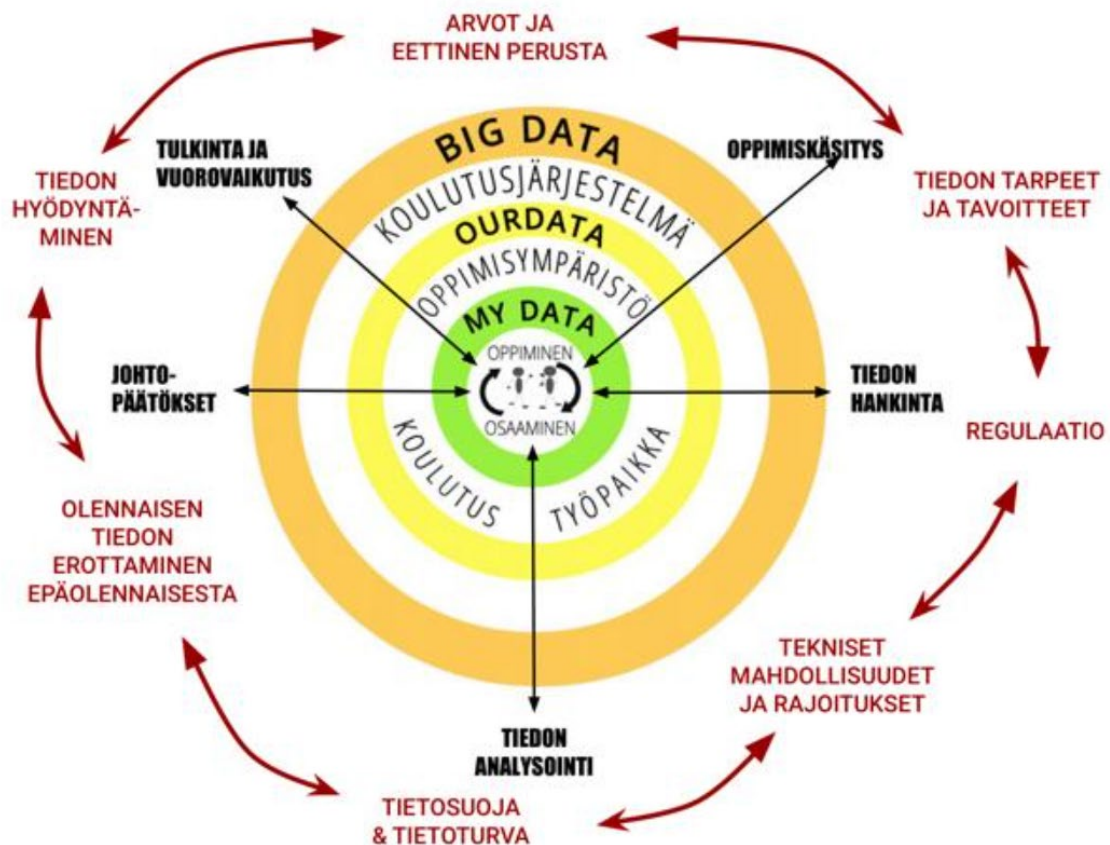 ARVOT JA
EETTINEN PERUSTA
TULKINTA JA
VUOROVAIKUTUS
BIG DATA
OPPIMISKÄSITYS
TIEDON
HYÖDYNTÄ-
MINEN
KOULUTUSJÄRJESTELMÄ
TIEDON TARPEET
JA TAVOITTEET
OURDATA
OPPIMISYMPÄRISTÖ
MY DATA
OPPIMINEN
OSAAMINEN
JOHTO-
PÄÄTÖKSET
TIEDON
HANKINTA
KOULUTUS
TYÖPAIKKA
REGULAATIO
OLENNAISEN
TIEDON
EROTTAMINEN
EPÄOLENNAISESTA
TEKNISET
MAHDOLLISUUDET
JA RAJOITUKSET
TIEDON
ANALYSOINTI
TIETOSUOJA
& TIETOTURVA